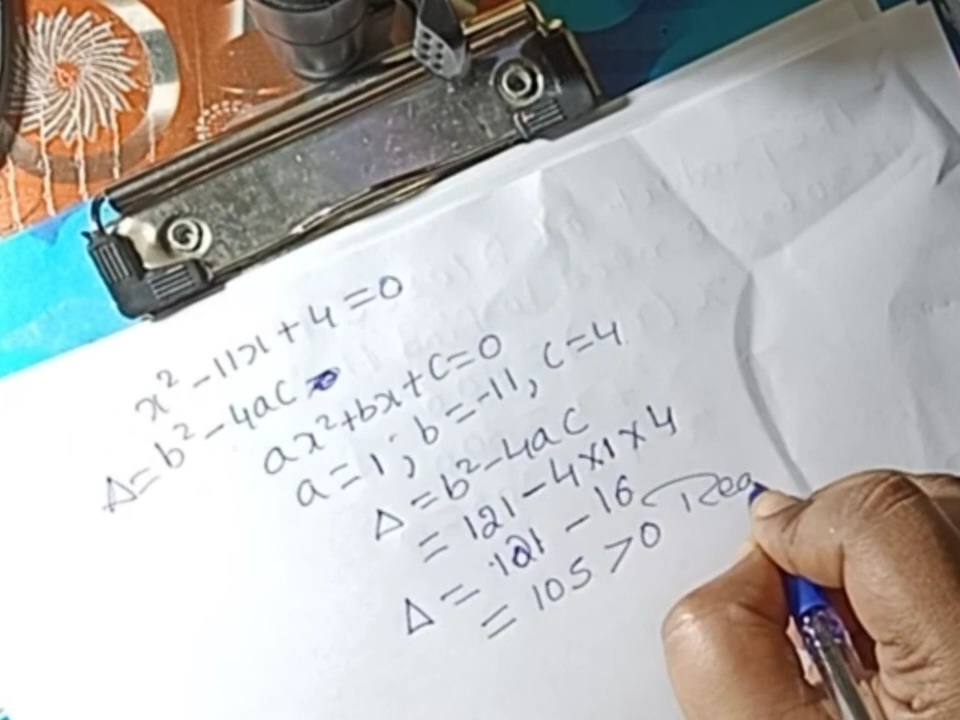 x² - 11x + 4 = 0
Δ = b² - 4ac
ax² + bx + c = 0
a = 1; b = -11, c = 4
Δ = b² - 4ac
= 121 - 4 × 1 × 4
Δ = 121 - 16
= 105 > 0 Rea